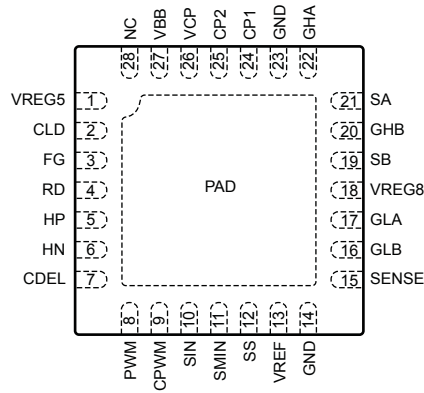 NC
VBB
VCP
CP2
CP1
GND
GHA
28
27
26
25
24
23
22
VREG5 1
CLD 2
FG 3
RD 4
HP 5
HN 6
CDEL 7
PAD
21 SA
20 GHB
19 SB
18 VREG8
17 GLA
16 GLB
15 SENSE
8
9
10
11
12
13
14
PWM
CPWM
SIN
SMIN
SS
VREF
GND